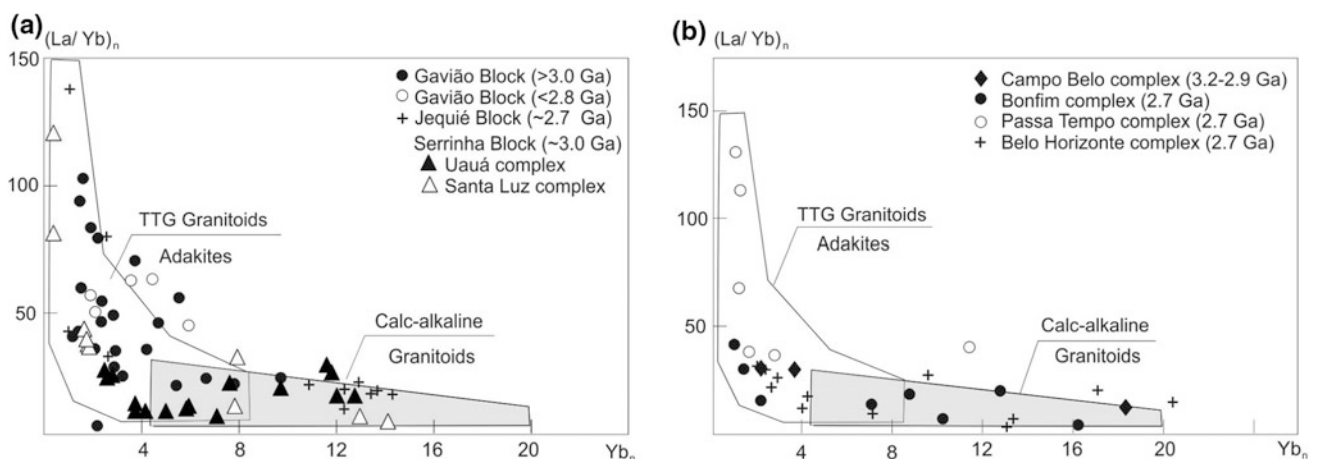 (a)
(La/ Yb)n
150
100
50
4
8
12
16
20
Ybn
Gavião Block (>3.0 Ga)
Gavião Block (<2.8 Ga)
Jequié Block (~2.7 Ga)
Serrinha Block (~3.0 Ga)
Uauá complex
Santa Luz complex
TTG Granitoids
Adakites
Calc-alkaline
Granitoids
(b)
(La/ Yb)n
150
100
50
4
8
12
16
20
Ybn
Campo Belo complex (3.2-2.9 Ga)
Bonfim complex (2.7 Ga)
Passa Tempo complex (2.7 Ga)
Belo Horizonte complex (2.7 Ga)
TTG Granitoids
Adakites
Calc-alkaline
Granitoids